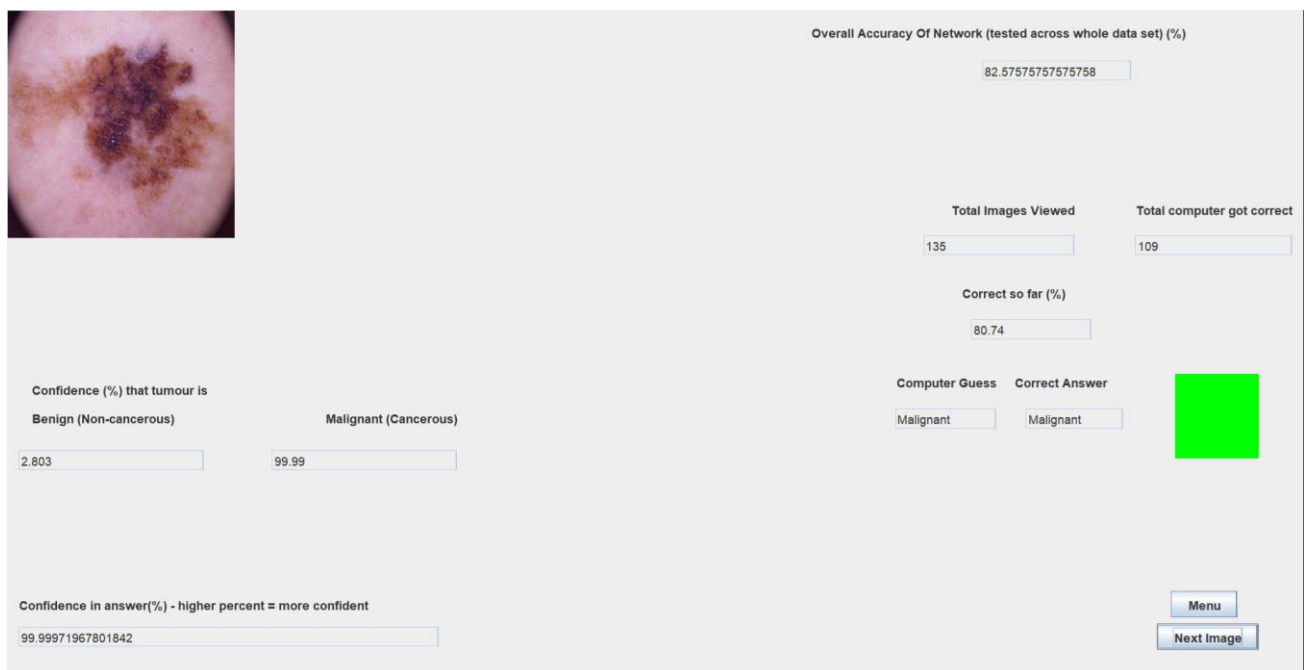 Overall Accuracy Of Network (tested across whole data set) (%)
82.57575757575758
Total Images Viewed
Total computer got correct
135
109
Correct so far (%)
80.74
Confidence (%) that tumour is
Benign (Non-cancerous)
Malignant (Cancerous)
2.803
99.99
Computer Guess
Correct Answer
Malignant
Malignant
Confidence in answer(%) - higher percent = more confident
99.99971967801842
Menu
Next Image